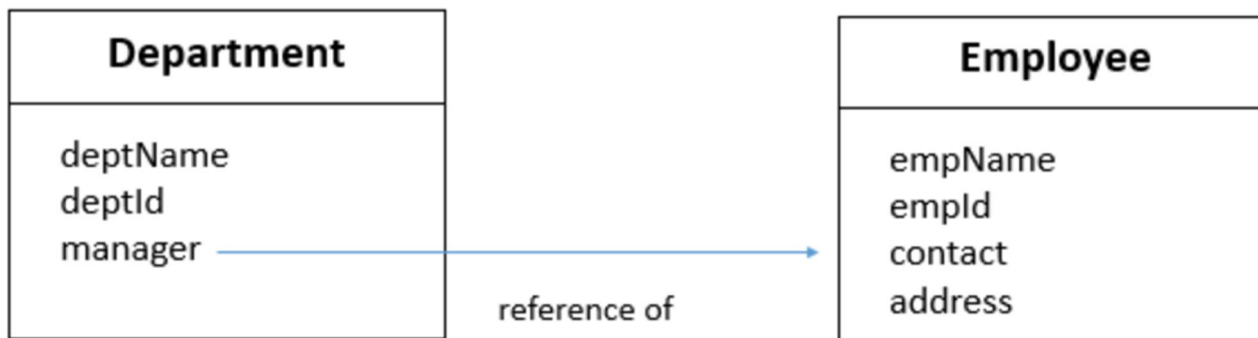 Department
deptName
deptId
manager
reference of
Employee
empName
empId
contact
address